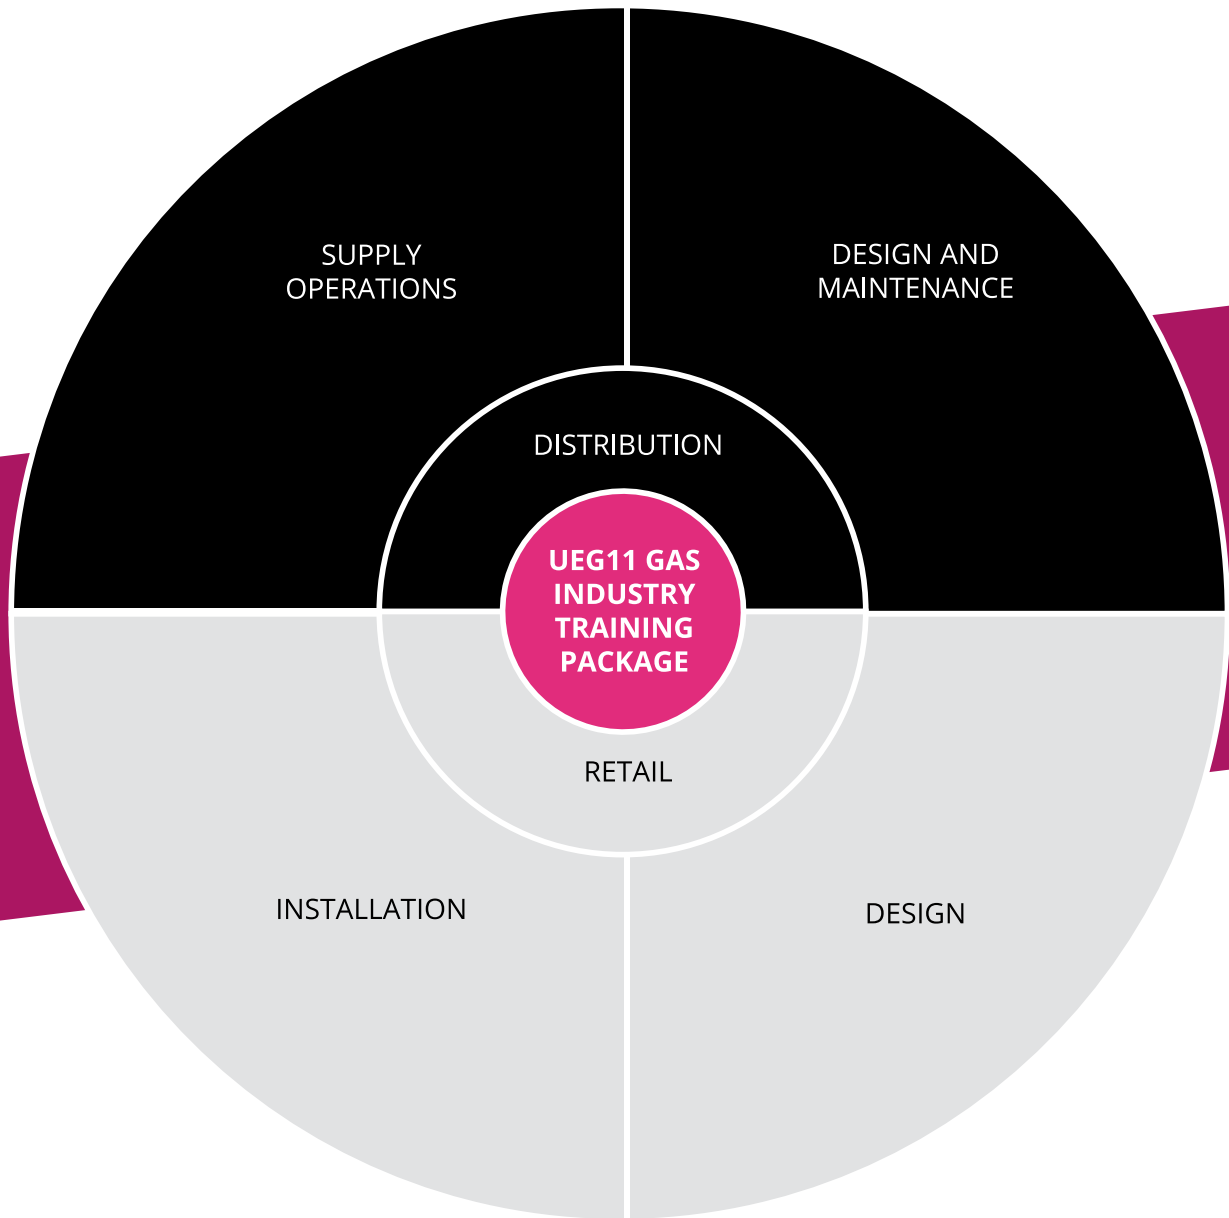 SUPPLY
OPERATIONS
DESIGN AND
MAINTENANCE
DISTRIBUTION
UEG11 GAS
INDUSTRY
TRAINING
PACKAGE
RETAIL
INSTALLATION
DESIGN